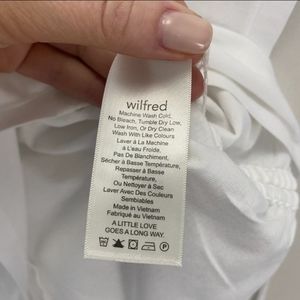 wilfred
Machine Wash Cold,
No Bleach, Tumble Dry Low,
Low Iron, Or Dry Clean
Wash With Like Colours
Laver À La Machine
à L'eau Froide.
Pas De Blanchiment,
Sécher à Basse Température,
Repasser à Basse
Température,
Ou Nettoyer à Sec
Laver Avec Des Couleurs
Semblables
Made in Vietnam
Fabriqué au Vietnam
A LITTLE LOVE
GOES A LONG WAY.
P